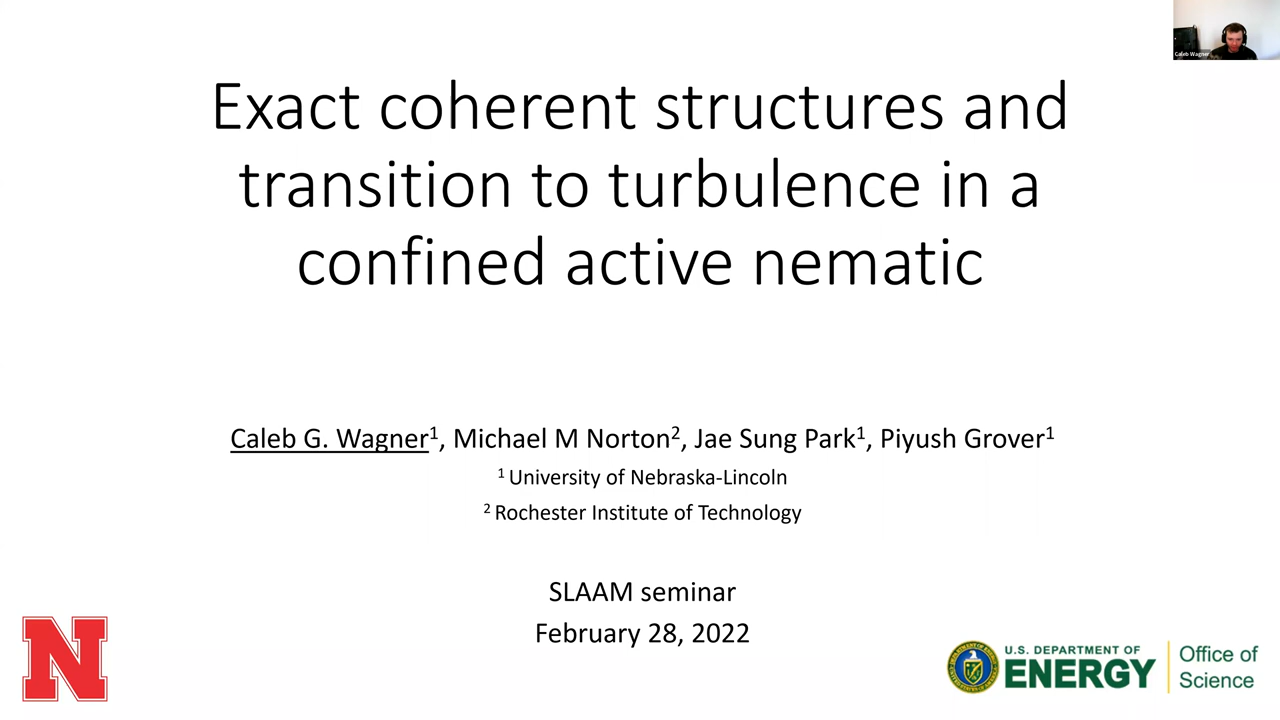 Caleb Wagner
Exact coherent structures and
transition to turbulence in a
confined active nematic
Caleb G. Wagner¹, Michael M Norton², Jae Sung Park¹, Piyush Grover¹
¹ University of Nebraska-Lincoln
² Rochester Institute of Technology
SLAAM seminar
February 28, 2022
N
U.S. DEPARTMENT OF
ENERGY
Office of
Science